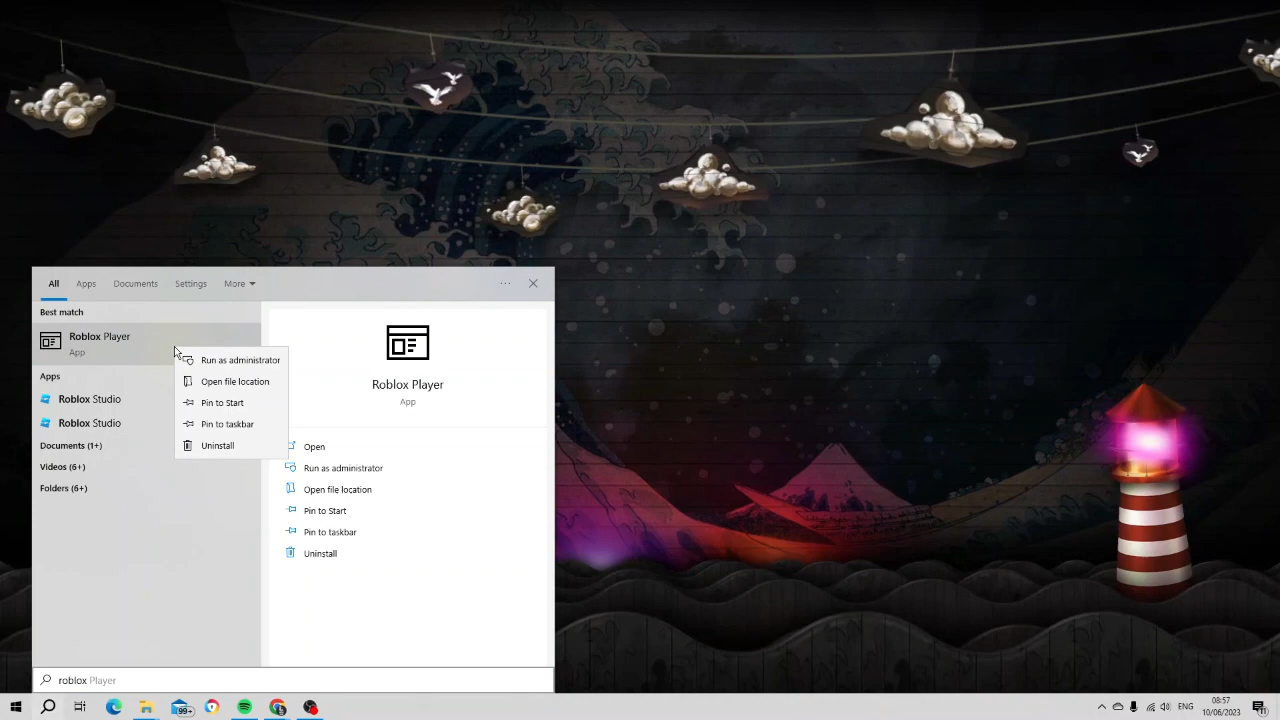 All Apps Documents Settings More
Best match
Roblox Player
App
Apps
Roblox Studio
Roblox Studio
Documents (1+)
Videos (6+)
Folders (6+)
Run as administrator
Open file location
Pin to Start
Pin to taskbar
Uninstall
Roblox Player
App
Open
Run as administrator
Open file location
Pin to Start
Pin to taskbar
Uninstall
roblox Player
99+
ENG
08:57
10/06/2023